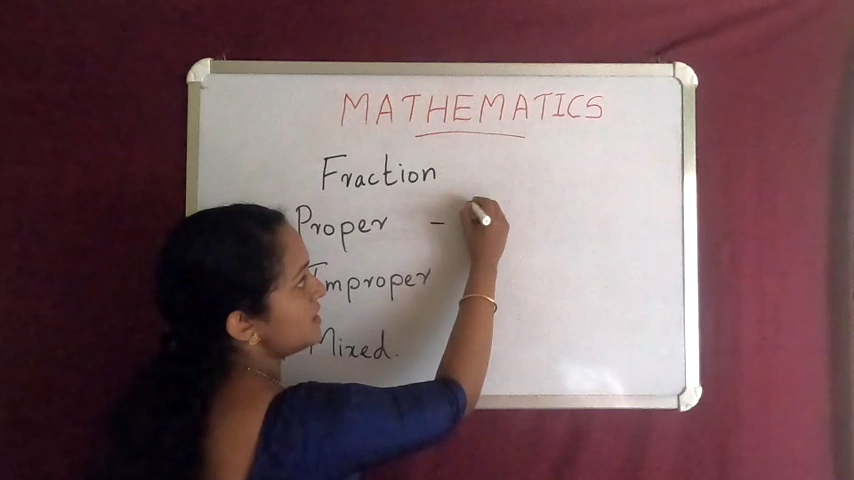 MATHEMATICS
Fraction
Proper -
Improper
Mixed.